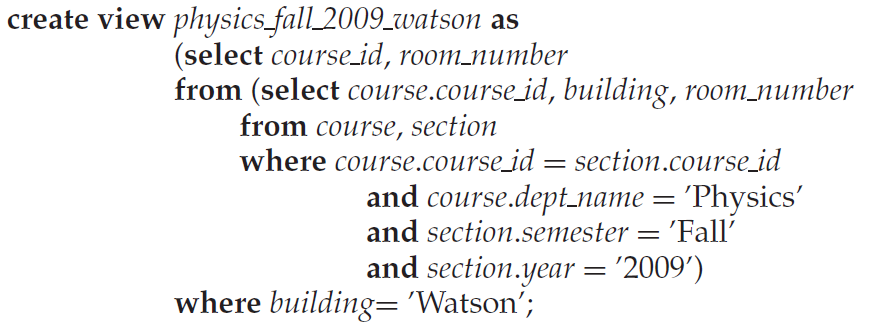 create view physics_fall_2009_watson as
(select course_id, room_number
from (select course.course_id, building, room_number
from course, section
where course.course_id = section.course_id
and course.dept_name = ’Physics’
and section.semester = ’Fall’
and section.year = ’2009’)
where building= ’Watson’;